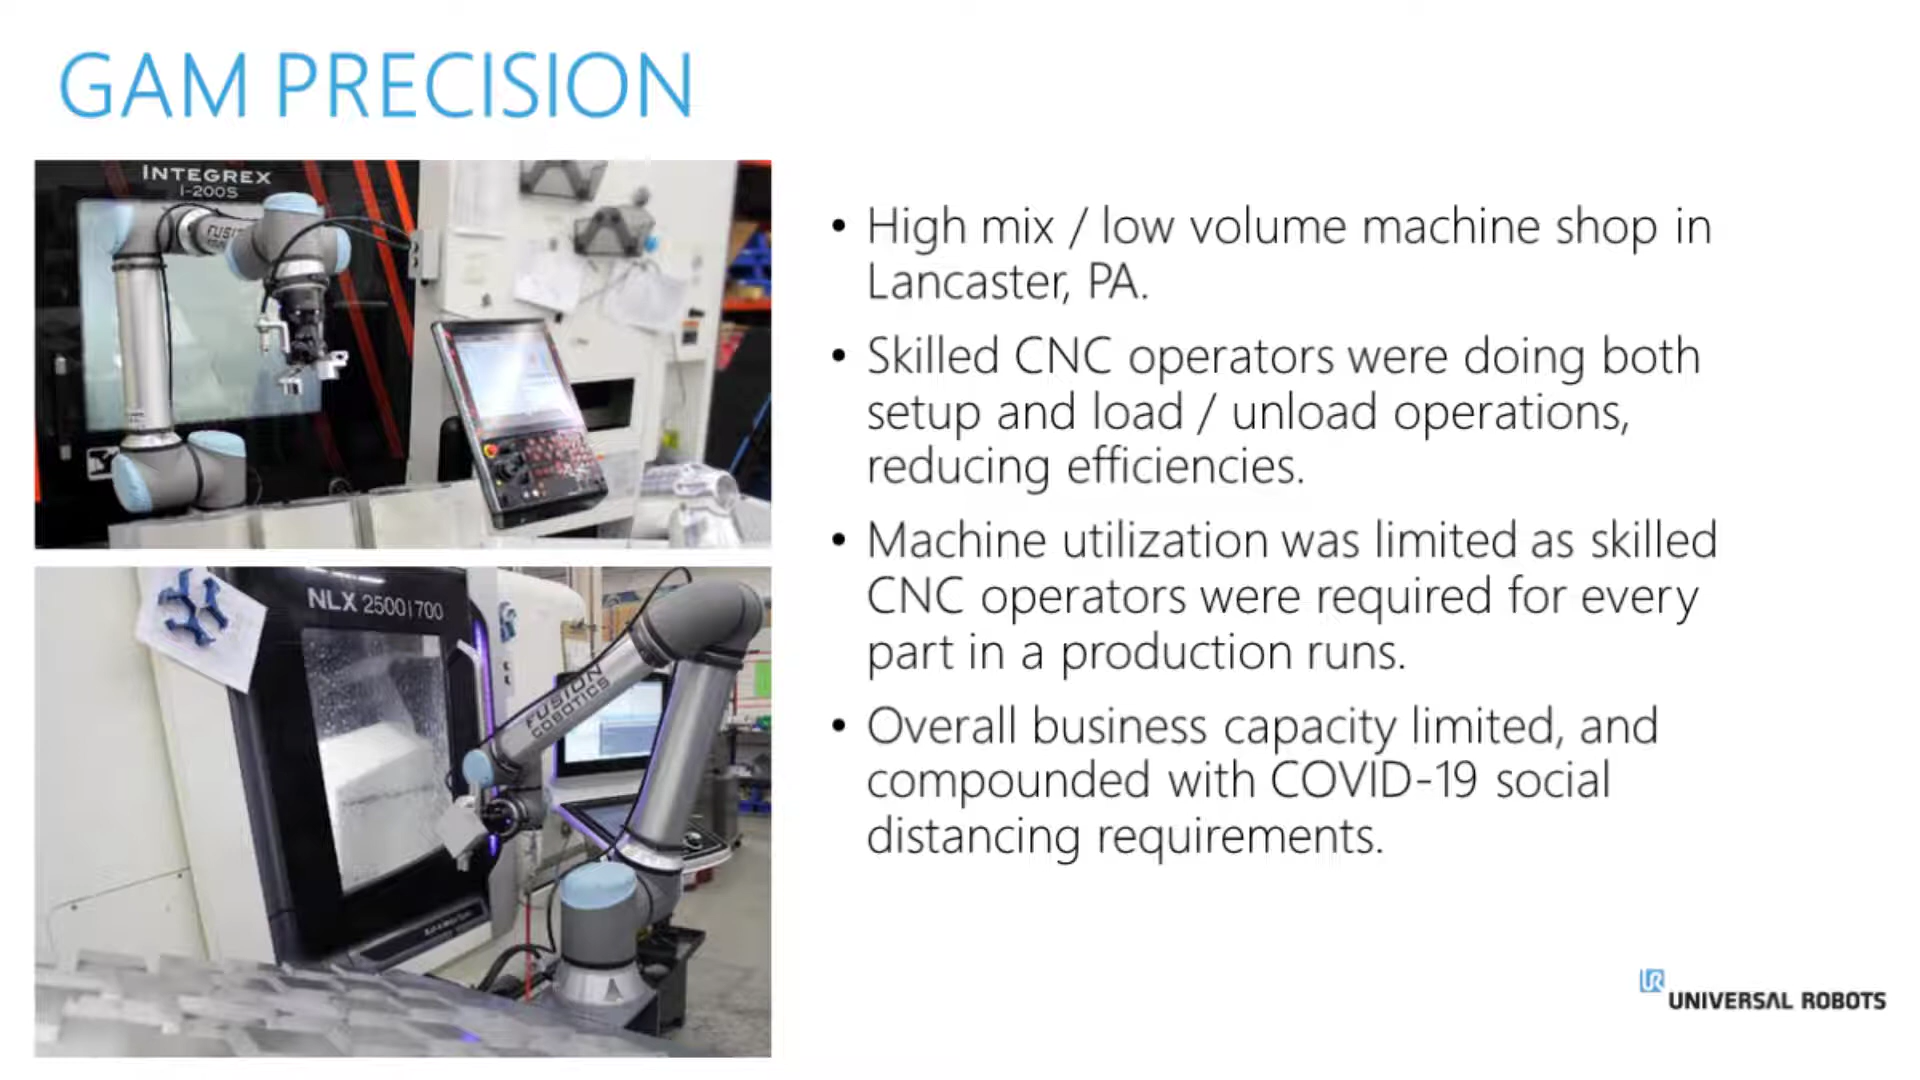 GAM PRECISION
INTEGREX
I-200S
NLX 2500|700
FUSION
COBOTICS
• High mix / low volume machine shop in
Lancaster, PA.
• Skilled CNC operators were doing both
setup and load / unload operations,
reducing efficiencies.
• Machine utilization was limited as skilled
CNC operators were required for every
part in a production runs.
• Overall business capacity limited, and
compounded with COVID-19 social
distancing requirements.
UR
UNIVERSAL ROBOTS